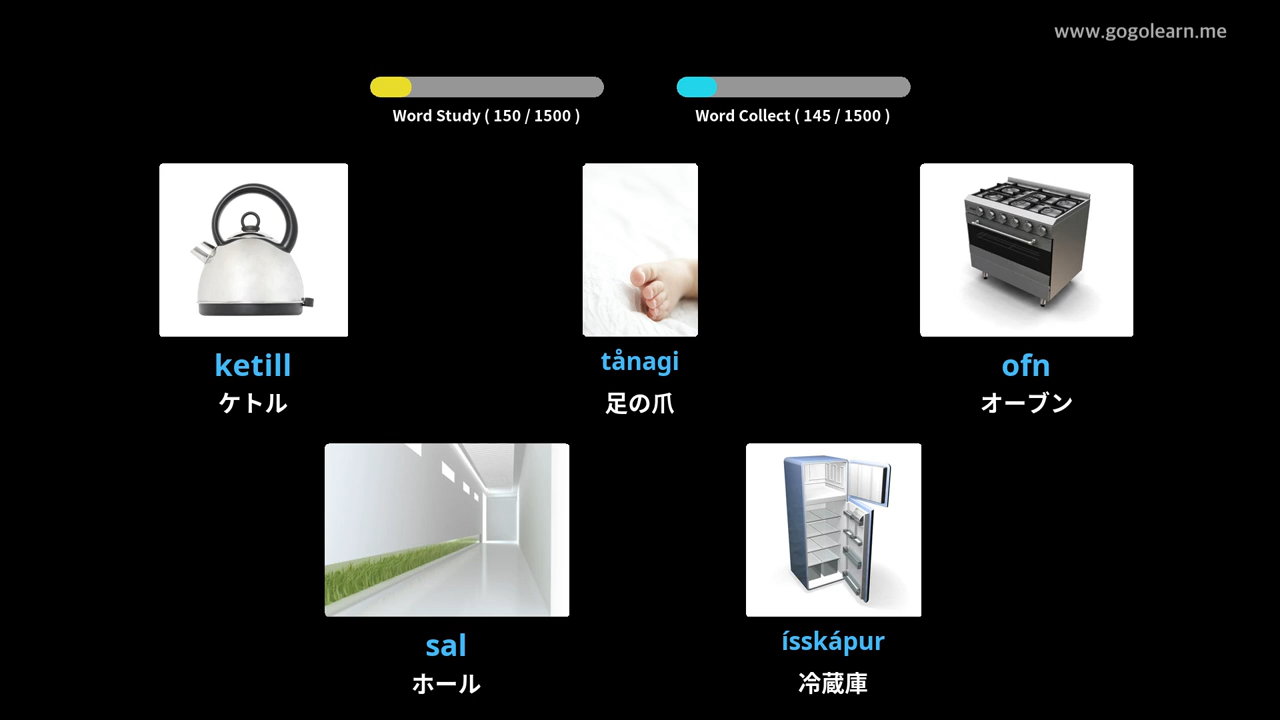 www.gogolearn.me
Word Study ( 150 / 1500 )
Word Collect ( 145 / 1500 )
ketill
ケトル
tånagi
足の爪
ofn
オーブン
sal
ホール
ísskápur
冷蔵庫